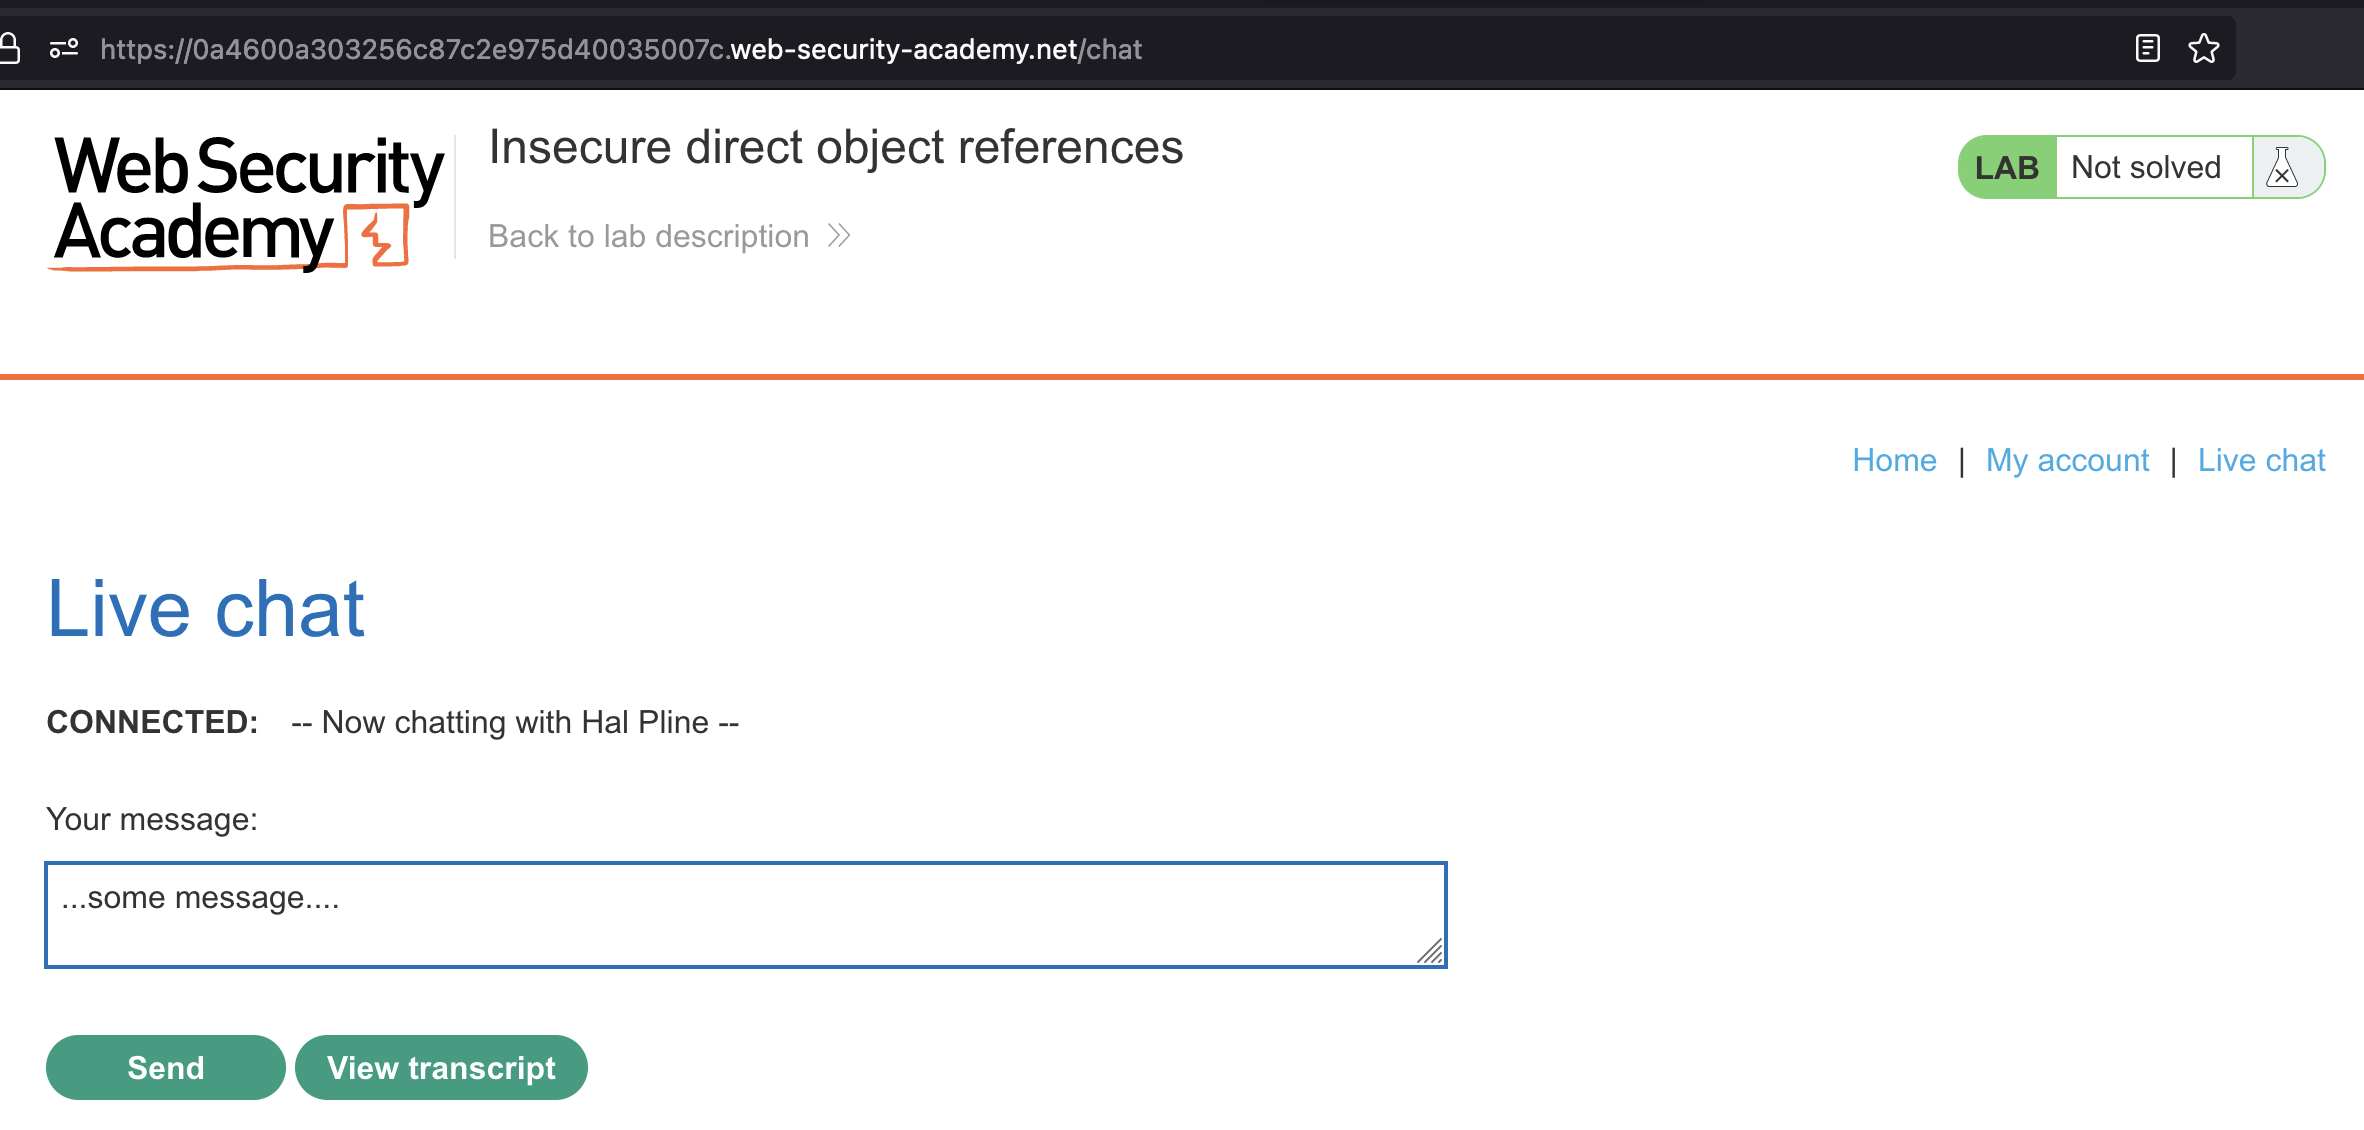 https://0a4600a303256c87c2e975d40035007c.web-security-academy.net/chat
Web Security
Academy
Insecure direct object references
Back to lab description
LAB Not solved
Home | My account | Live chat
Live chat
CONNECTED: -- Now chatting with Hal Pline --
Your message:
...some message....
Send View transcript